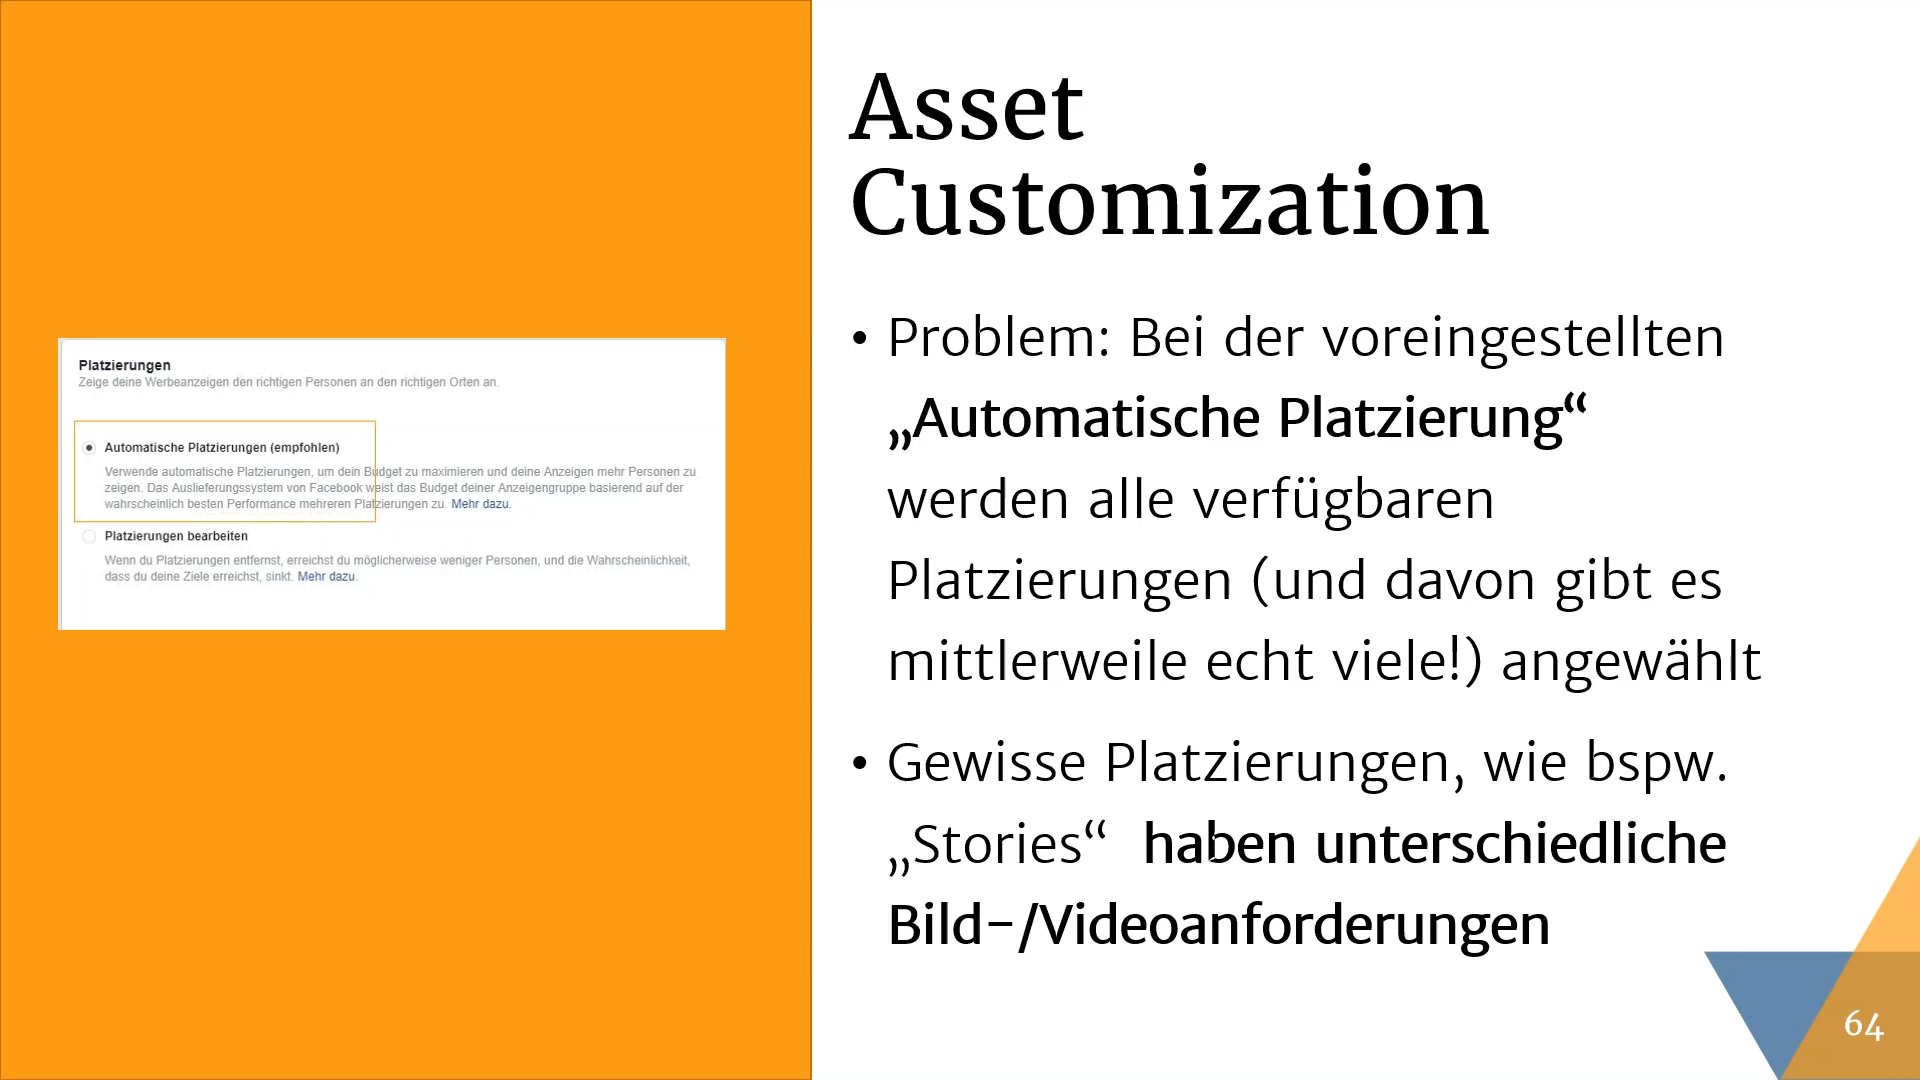 Asset
Customization
Platzierungen
Zeige deine Werbeanzeigen den richtigen Personen an den richtigen Orten an.
Automatische Platzierungen (empfohlen)
Verwende automatische Platzierungen, um dein Budget zu maximieren und deine Anzeigen mehr Personen zu
zeigen. Das Auslieferungssystem von Facebook weist das Budget deiner Anzeigengruppe basierend auf der
wahrscheinlich besten Performance mehreren Platzierungen zu. Mehr dazu.
Platzierungen bearbeiten
Wenn du Platzierungen entfernst, erreichst du möglicherweise weniger Personen, und die Wahrscheinlichkeit,
dass du deine Ziele erreichst, sinkt. Mehr dazu.
• Problem: Bei der voreingestellten
„Automatische Platzierung“
werden alle verfügbaren
Platzierungen (und davon gibt es
mittlerweile echt viele!) angewählt
• Gewisse Platzierungen, wie bspw.
„Stories“ haben unterschiedliche
Bild-/Videoanforderungen
64